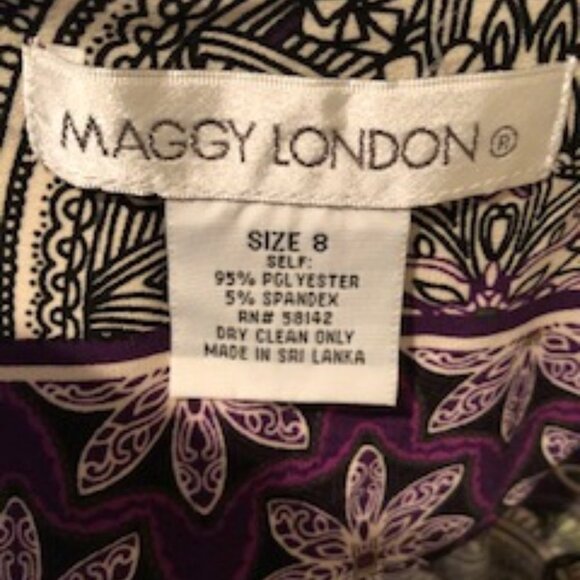 MAGGY LONDON ®
SIZE 8
SELF:
95% POLYESTER
5% SPANDEX
RN# 58142
DRY CLEAN ONLY
MADE IN SRI LANKA